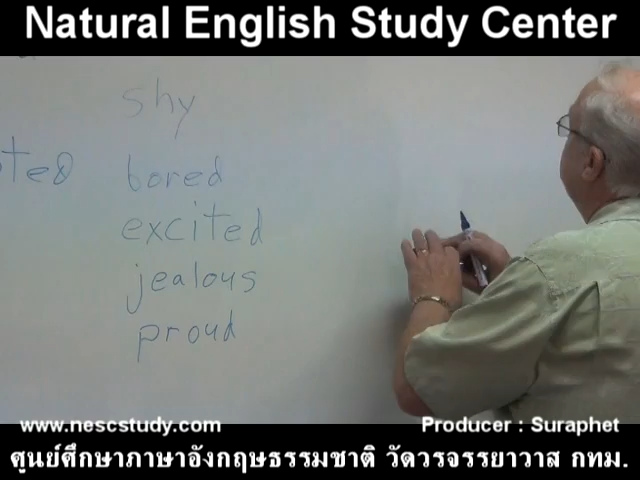 Natural English Study Center
shy
bored
excited
jealous
proud
www.nescstudy.com Producer : Suraphet
ศูนย์ศึกษาภาษาอังกฤษธรรมชาติ วัดวรจรรยาวาส กทม.